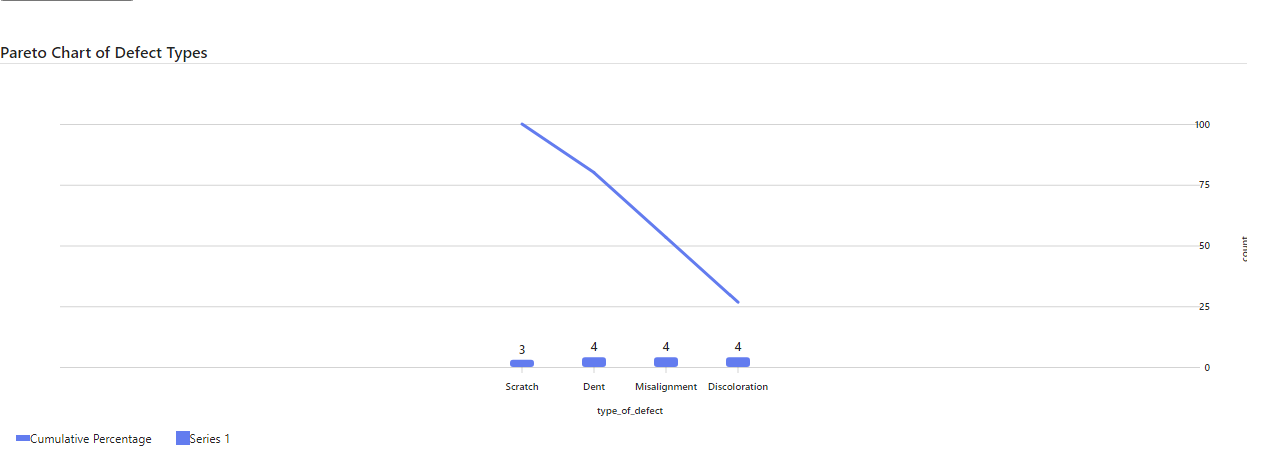 Pareto Chart of Defect Types
100
75
50
25
0
count
3
4
4
4
Scratch
Dent
Misalignment
Discoloration
type_of_defect
Cumulative Percentage
Series 1